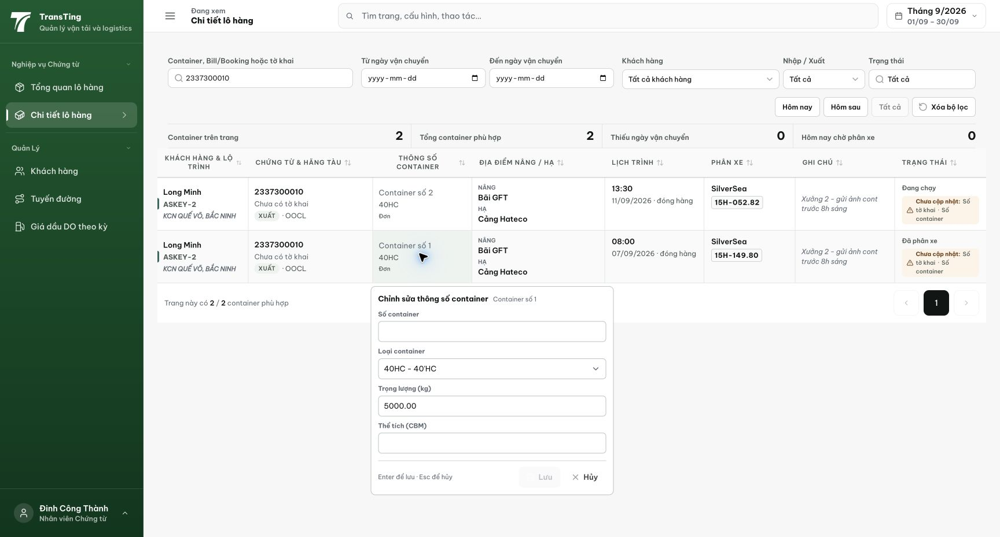 TransTing
Quản lý vận tải và logistics
Nghiệp vụ Chứng từ
Tổng quan lô hàng
Chi tiết lô hàng
Quản Lý
Khách hàng
Tuyến đường
Giá dầu DO theo kỳ
Đinh Công Thành
Nhân viên Chứng từ
Đang xem
Chi tiết lô hàng
Tìm trang, cấu hình, thao tác...
Tháng 9/2026
01/09 – 30/09
Container, Bill/Booking hoặc tờ khai
2337300010
Từ ngày vận chuyển
yyyy-mm-dd
Đến ngày vận chuyển
yyyy-mm-dd
Khách hàng
Tất cả khách hàng
Nhập / Xuất
Tất cả
Trạng thái
Tất cả
Hôm nay
Hôm sau
Tất cả
Xóa bộ lọc
Container trên trang 2
Tổng container phù hợp 2
Thiếu ngày vận chuyển 0
Hôm nay chờ phân xe 0
KHÁCH HÀNG & LỘ TRÌNH
CHỨNG TỪ & HÃNG TÀU
THÔNG SỐ CONTAINER
ĐỊA ĐIỂM NÂNG / HẠ
LỊCH TRÌNH
PHÂN XE
GHI CHÚ
TRẠNG THÁI
Long Minh
ASKEY-2
KCN QUẾ VÕ, BẮC NINH
2337300010
Chưa có tờ khai
XUẤT · OOCL
Container số 2
40HC
Đơn
NÂNG
Bãi GFT
HẠ
Cảng Hateco
13:30
11/09/2026 · đóng hàng
SilverSea
15H-052.82
Xưởng 2 - gửi ảnh cont
trước 8h sáng
Đang chạy
Chưa cập nhật: Số
tờ khai · Số
container
Long Minh
ASKEY-2
KCN QUẾ VÕ, BẮC NINH
2337300010
Chưa có tờ khai
XUẤT · OOCL
Container số 1
40HC
Đơn
NÂNG
Bãi GFT
HẠ
Cảng Hateco
08:00
07/09/2026 · đóng hàng
SilverSea
15H-149.80
Xưởng 2 - gửi ảnh cont
trước 8h sáng
Đã phân xe
Chưa cập nhật: Số
tờ khai · Số
container
Trang này có 2 / 2 container phù hợp
1
Chỉnh sửa thông số container Container số 1
Số container
Loại container
40HC - 40'HC
Trọng lượng (kg)
5000.00
Thể tích (CBM)
Enter để lưu · Esc để hủy
Lưu
Hủy